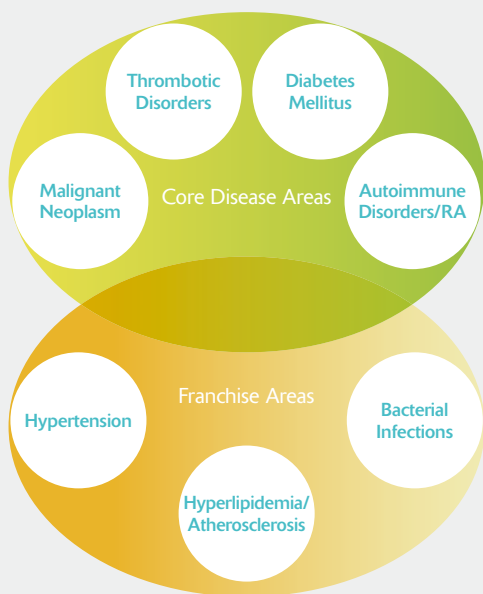 Thrombotic
Disorders
Diabetes
Mellitus
Malignant
Neoplasm
Core Disease Areas
Autoimmune
Disorders/RA
Franchise Areas
Hypertension
Bacterial
Infections
Hyperlipidemia/
Atherosclerosis